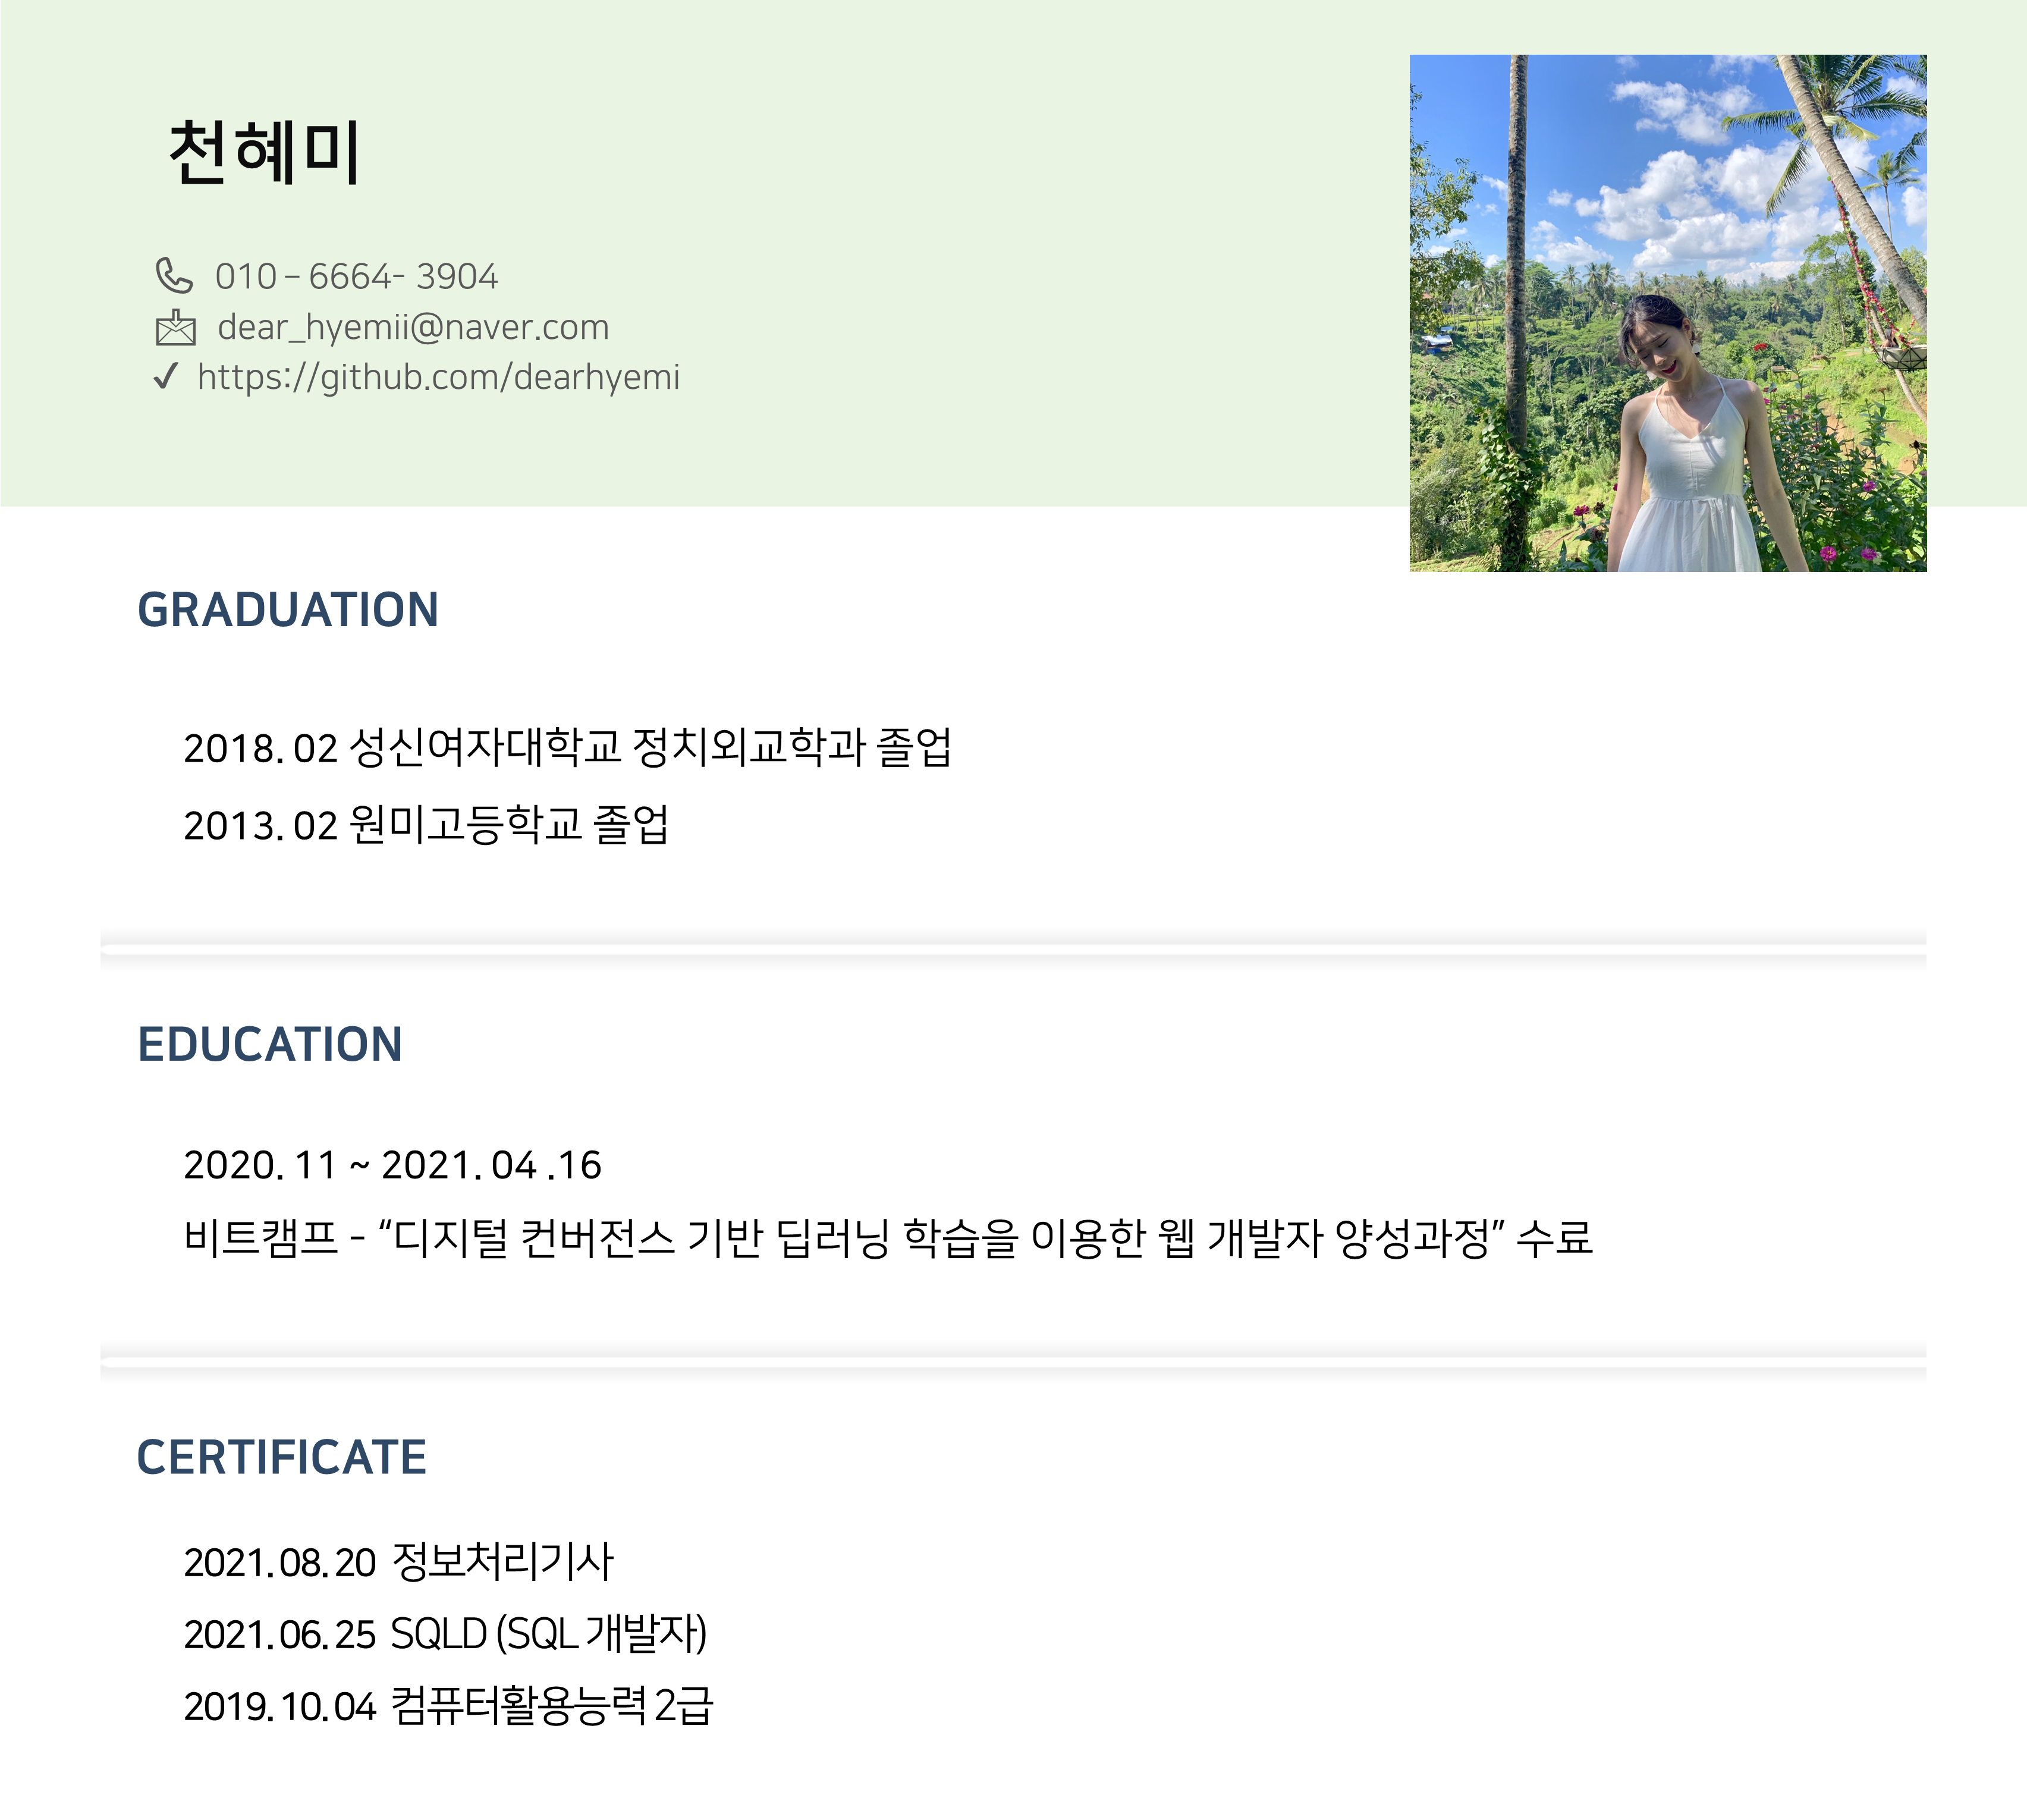 천혜미
010 – 6664- 3904
dear_hyemii@naver.com
https://github.com/dearhyemi
GRADUATION
2018. 02 성신여자대학교 정치외교학과 졸업
2013. 02 원미고등학교 졸업
EDUCATION
2020. 11 ~ 2021. 04 .16
비트캠프 - “디지털 컨버전스 기반 딥러닝 학습을 이용한 웹 개발자 양성과정” 수료
CERTIFICATE
2021. 08. 20 정보처리기사
2021. 06. 25 SQLD (SQL 개발자)
2019. 10. 04 컴퓨터활용능력 2급